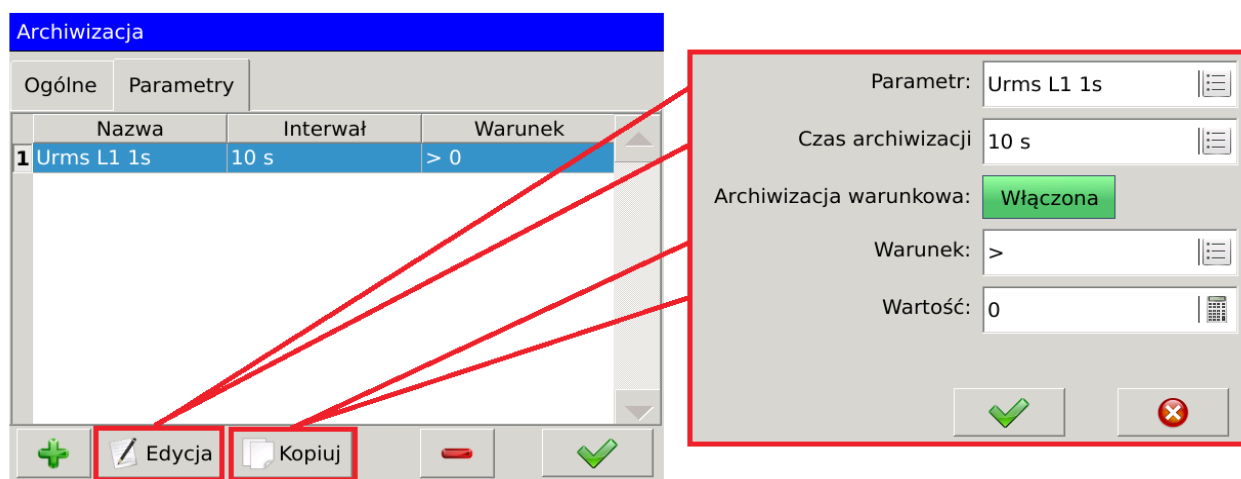 Archiwizacja
Ogólne Parametry
Nazwa Interwał Warunek
1 Urms L1 1s 10 s > 0
Edycja Kopiuj
Parametr: Urms L1 1s
Czas archiwizacji 10 s
Archiwizacja warunkowa: Włączona
Warunek: >
Wartość: 0